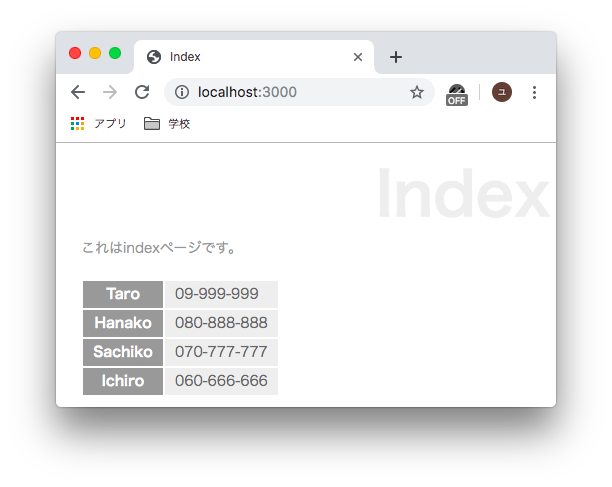 Index
localhost:3000
OFF
ユ
アプリ 学校
Index
これはindexページです。
Taro 09-999-999
Hanako 080-888-888
Sachiko 070-777-777
Ichiro 060-666-666